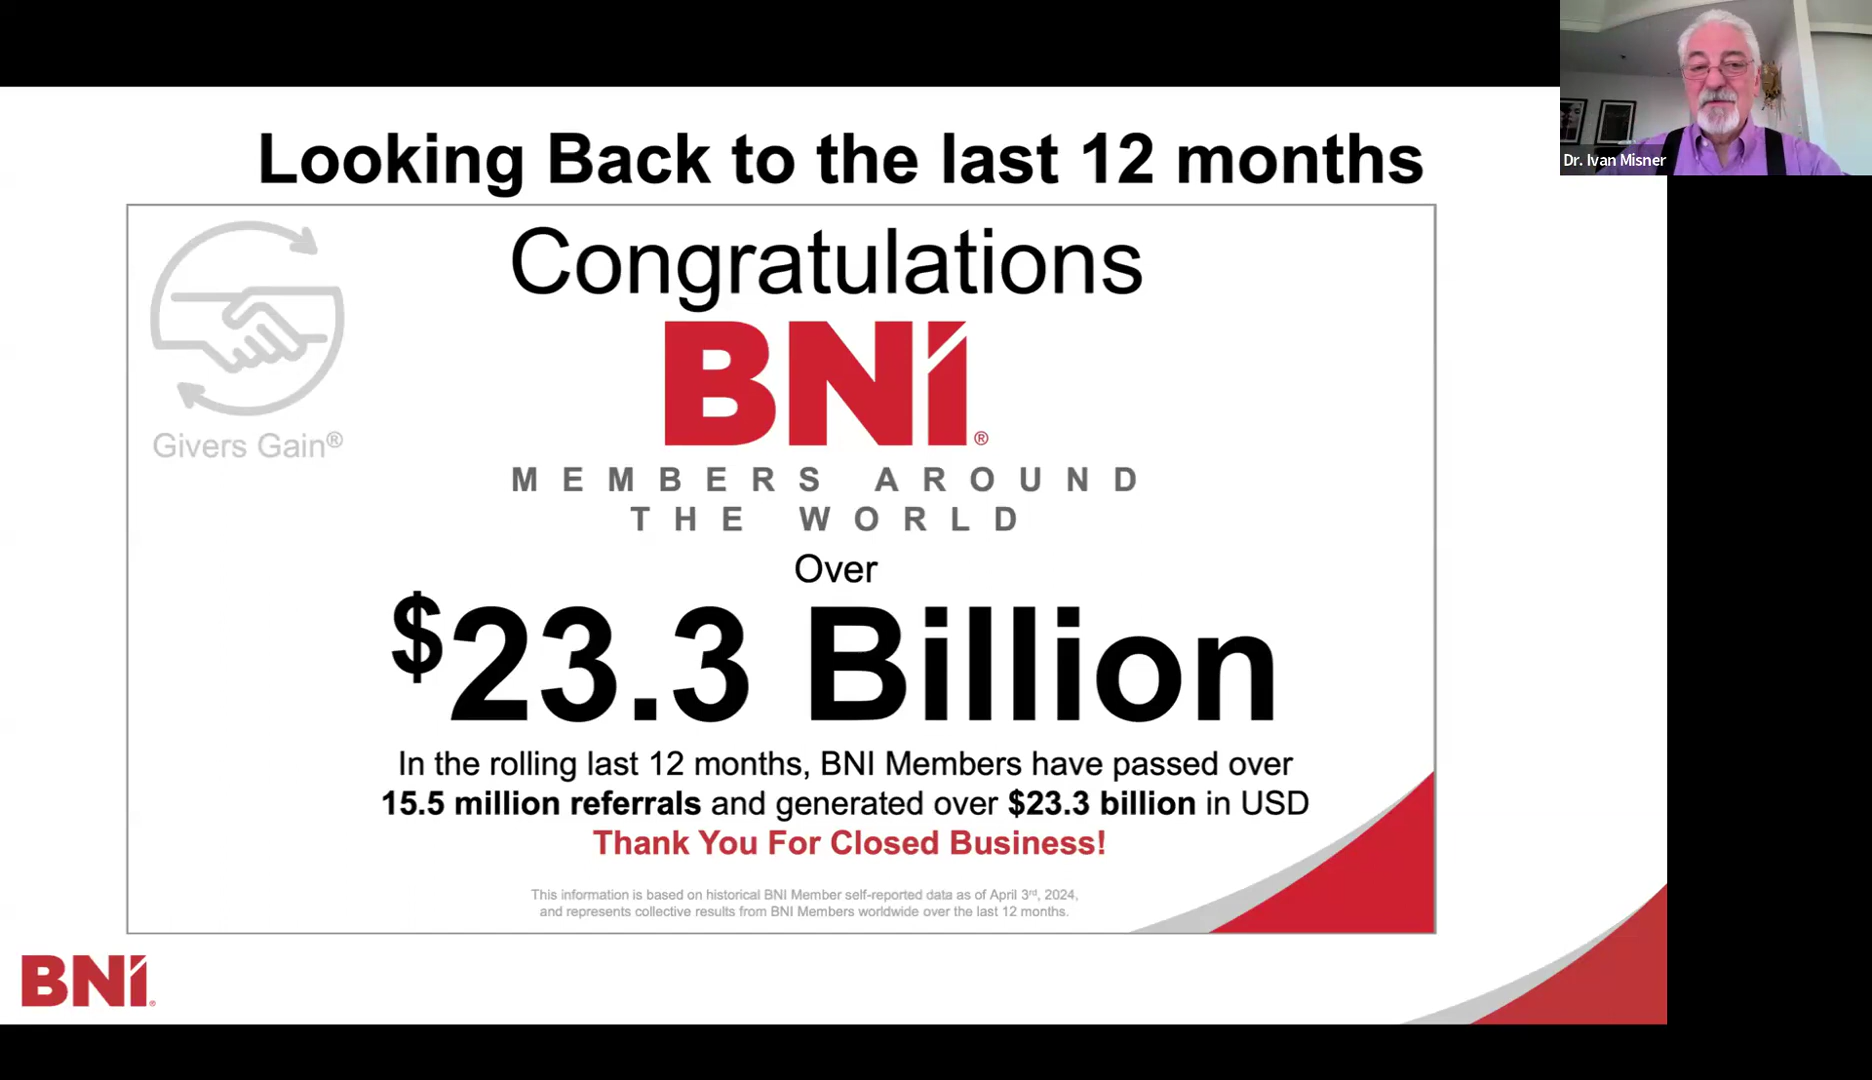 Looking Back to the last 12 months
Dr. Ivan Misner
Congratulations
BNI®
Givers Gain®
MEMBERS AROUND
THE WORLD
Over
$23.3 Billion
In the rolling last 12 months, BNI Members have passed over
15.5 million referrals and generated over $23.3 billion in USD
Thank You For Closed Business!
This information is based on historical BNI Member self-reported data as of April 3rd, 2024,
and represents collective results from BNI Members worldwide over the last 12 months.
BNI®